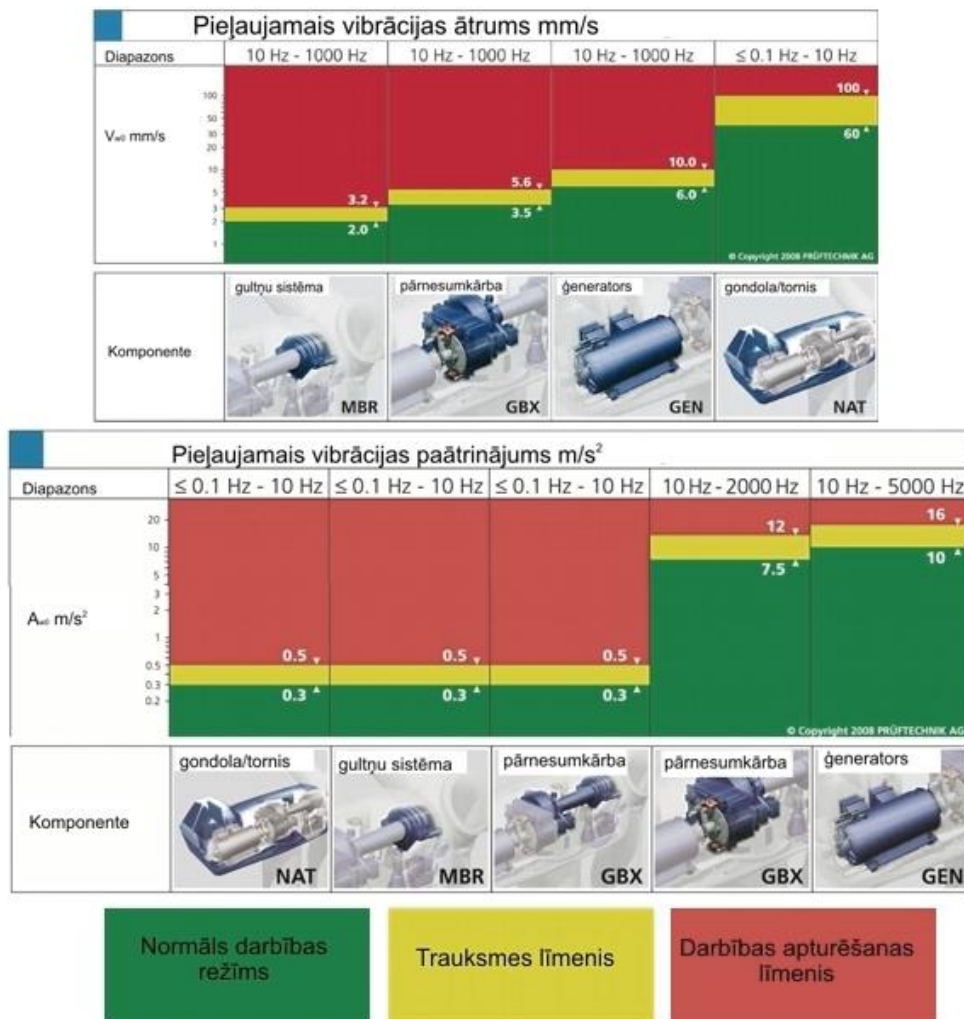 Pieļaujamais vibrācijas ātrums mm/s
Diapazons
10 Hz - 1000 Hz
10 Hz - 1000 Hz
10 Hz - 1000 Hz
≤ 0.1 Hz - 10 Hz
Vw0 mm/s
100
50
30
20
10
5
3
2
1
3.2
2.0
5.6
3.5
10.0
6.0
100
60
© Copyright 2008 PRÜFTECHNIK AG
Komponente
gultņu sistēma
MBR
pārnesumkārba
GBX
ģenerators
GEN
gondola/tornis
NAT
Pieļaujamais vibrācijas paātrinājums m/s²
Diapazons
≤ 0.1 Hz - 10 Hz
≤ 0.1 Hz - 10 Hz
≤ 0.1 Hz - 10 Hz
10 Hz - 2000 Hz
10 Hz - 5000 Hz
Aw0 m/s²
20
10
5
3
2
1
0.5
0.3
0.2
0.5
0.3
0.5
0.3
0.5
0.3
12
7.5
16
10
© Copyright 2008 PRÜFTECHNIK AG
Komponente
gondola/tornis
NAT
gultņu sistēma
MBR
pārnesumkārba
GBX
pārnesumkārba
GBX
ģenerators
GEN
Normāls darbības
režīms
Trauksmes līmenis
Darbības apturēšanas
līmenis